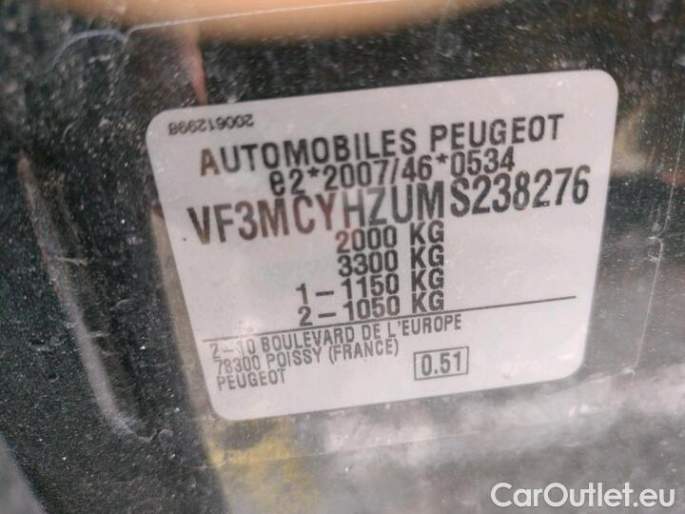 200612998
AUTOMOBILES PEUGEOT
e2*2007/46*0534
VF3MCYHZUMS238276
2000 KG
3300 KG
1-1150 KG
2-1050 KG
2-10 BOULEVARD DE L'EUROPE
78300 POISSY (FRANCE)
PEUGEOT
0.51
CarOutlet.eu